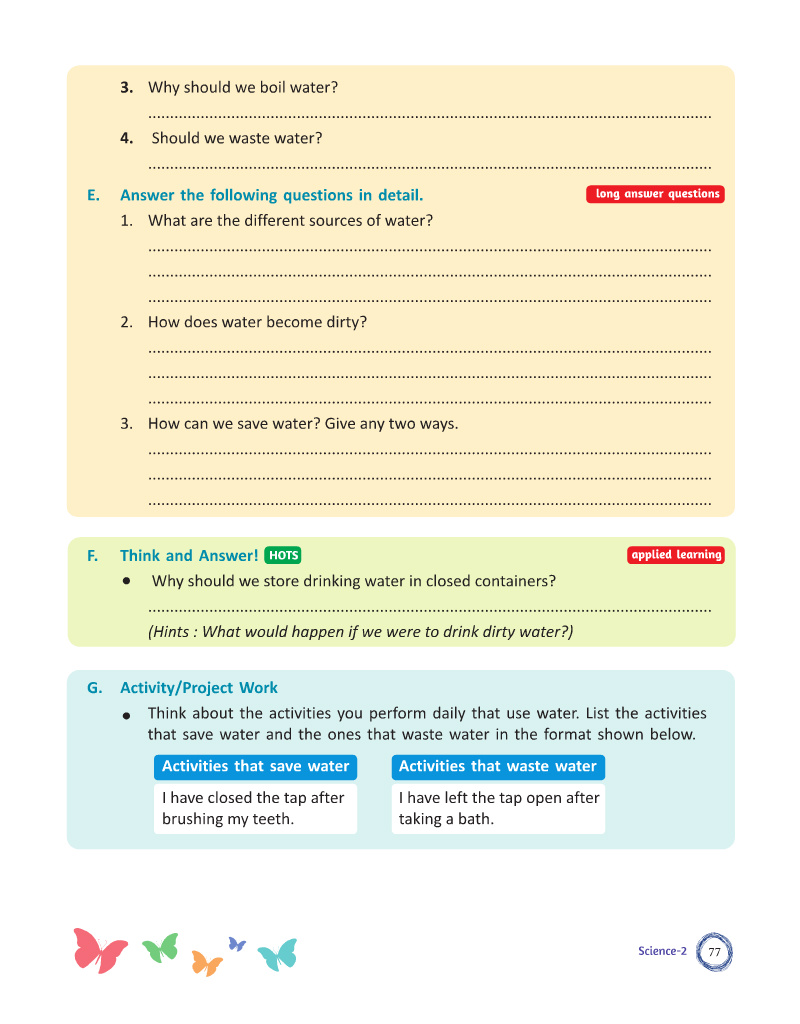 3. Why should we boil water?
................................................................................................................................
4. Should we waste water?
................................................................................................................................
E. Answer the following questions in detail. long answer questions
1. What are the different sources of water?
................................................................................................................................
................................................................................................................................
................................................................................................................................
2. How does water become dirty?
................................................................................................................................
................................................................................................................................
................................................................................................................................
3. How can we save water? Give any two ways.
................................................................................................................................
................................................................................................................................
................................................................................................................................
F. Think and Answer! HOTS applied learning
● Why should we store drinking water in closed containers?
................................................................................................................................
(Hints : What would happen if we were to drink dirty water?)
G. Activity/Project Work
● Think about the activities you perform daily that use water. List the activities
that save water and the ones that waste water in the format shown below.
Activities that save water Activities that waste water
I have closed the tap after I have left the tap open after
brushing my teeth. taking a bath.
Science-2 77